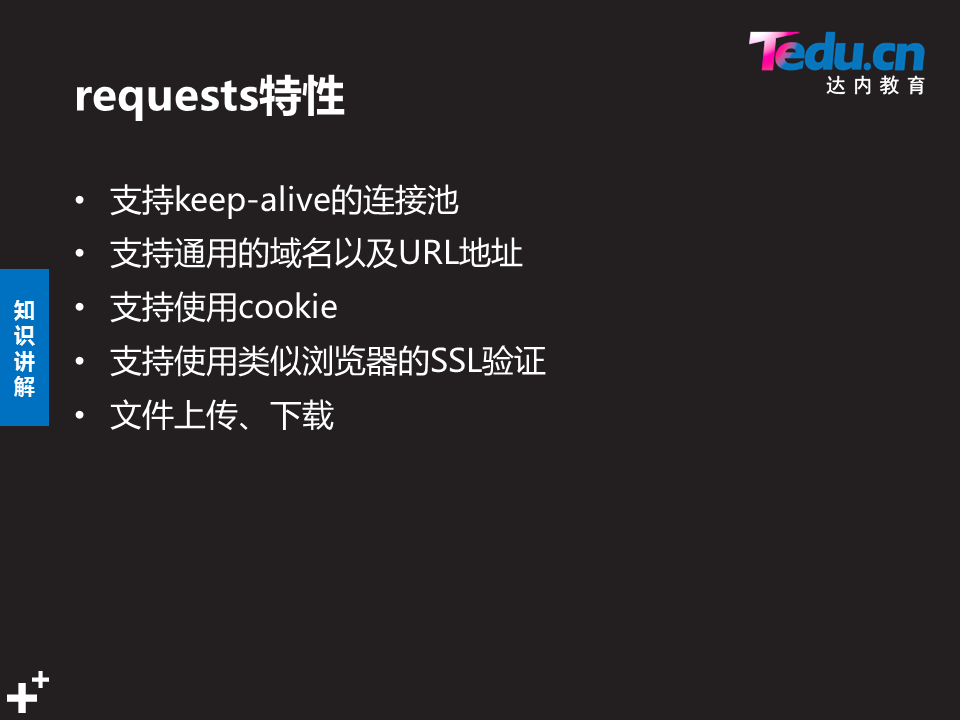 Tedu.cn
达内教育
requests特性
• 支持keep-alive的连接池
• 支持通用的域名以及URL地址
• 支持使用cookie
• 支持使用类似浏览器的SSL验证
• 文件上传、下载
知
识
讲
解